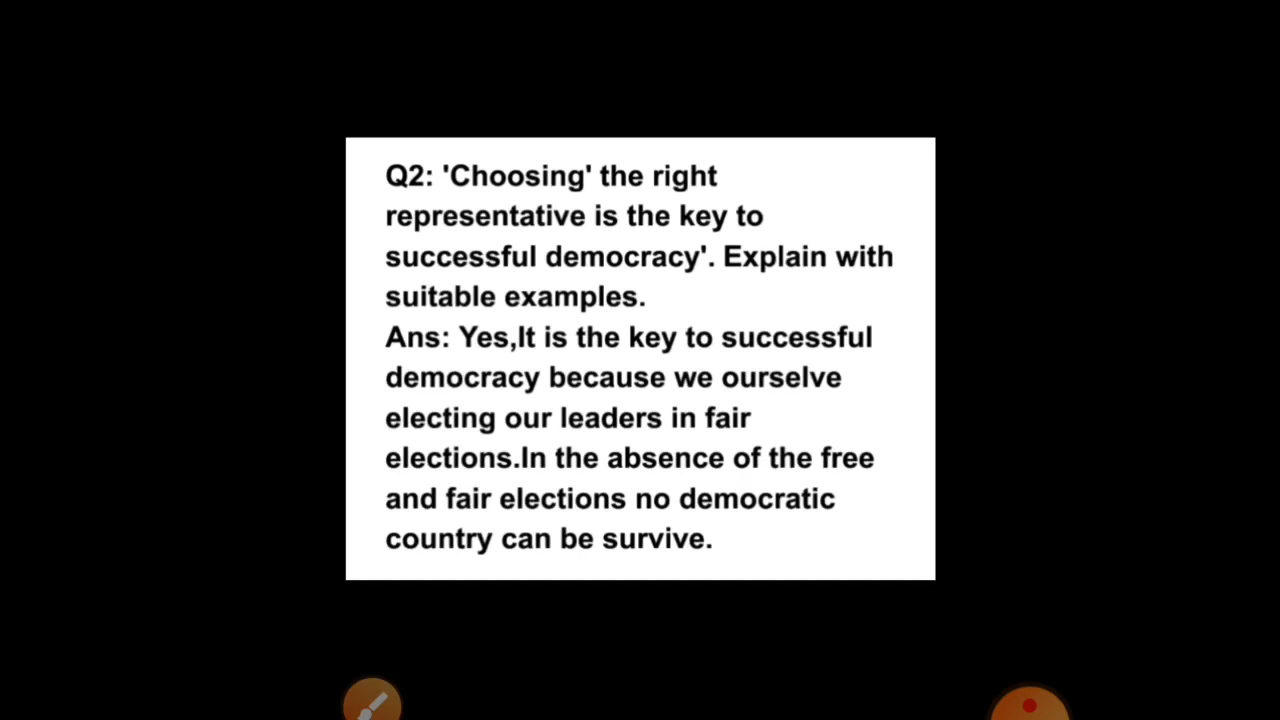 Q2: 'Choosing' the right
representative is the key to
successful democracy'. Explain with
suitable examples.
Ans: Yes,It is the key to successful
democracy because we ourselve
electing our leaders in fair
elections.In the absence of the free
and fair elections no democratic
country can be survive.